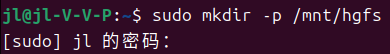 jl@jl-V-V-P:~$ sudo mkdir -p /mnt/hgfs
[sudo] jl 的密码：